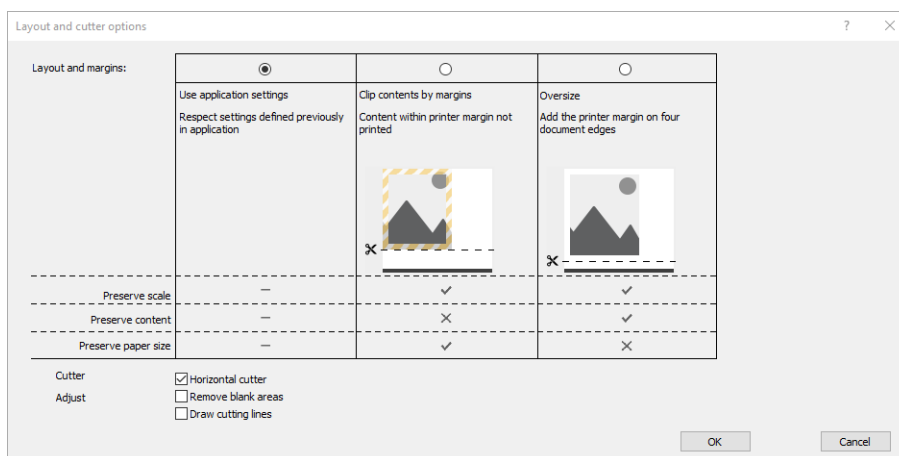 Layout and cutter options
Layout and margins:
Use application settings
Respect settings defined previously
in application
Clip contents by margins
Content within printer margin not
printed
Oversize
Add the printer margin on four
document edges
Preserve scale
Preserve content
Preserve paper size
Cutter
Horizontal cutter
Adjust
Remove blank areas
Draw cutting lines
OK
Cancel